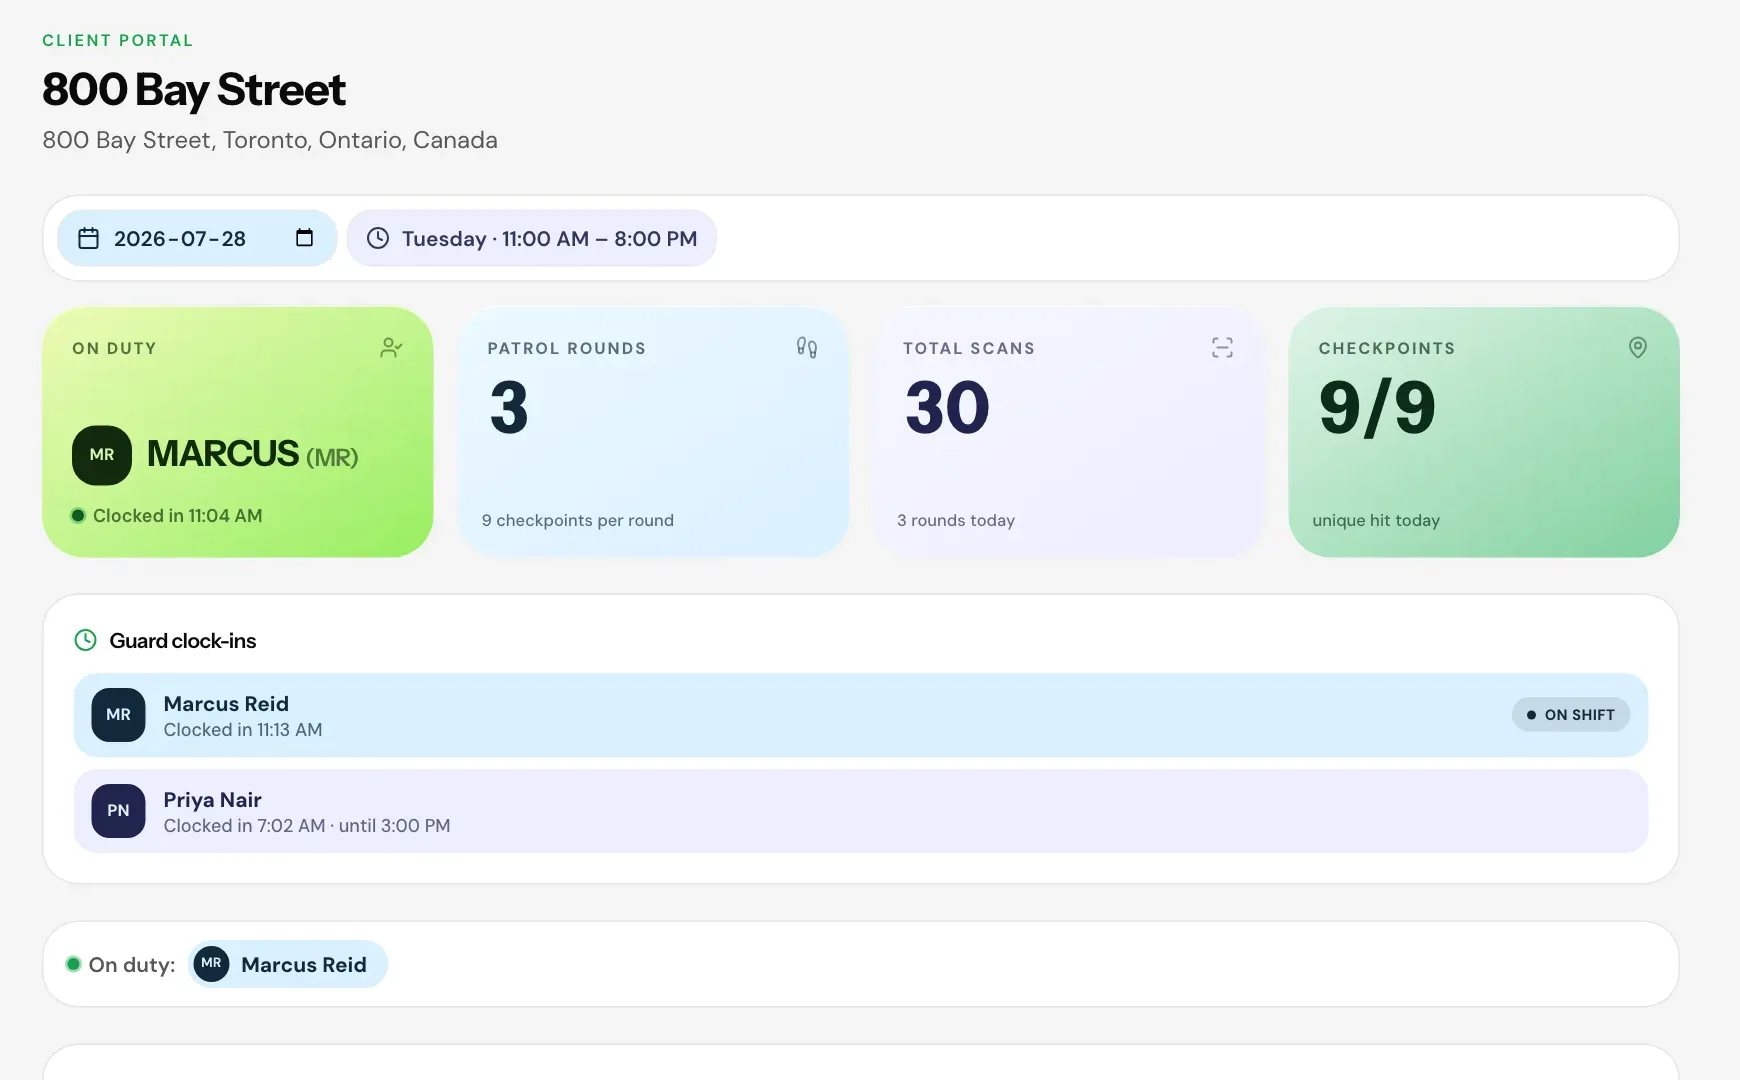 CLIENT PORTAL
800 Bay Street
800 Bay Street, Toronto, Ontario, Canada
2026-07-28
Tuesday · 11:00 AM – 8:00 PM
ON DUTY
MR
MARCUS (MR)
Clocked in 11:04 AM
PATROL ROUNDS
3
9 checkpoints per round
TOTAL SCANS
30
3 rounds today
CHECKPOINTS
9/9
unique hit today
Guard clock-ins
MR
Marcus Reid
Clocked in 11:13 AM
ON SHIFT
PN
Priya Nair
Clocked in 7:02 AM · until 3:00 PM
On duty:
MR
Marcus Reid